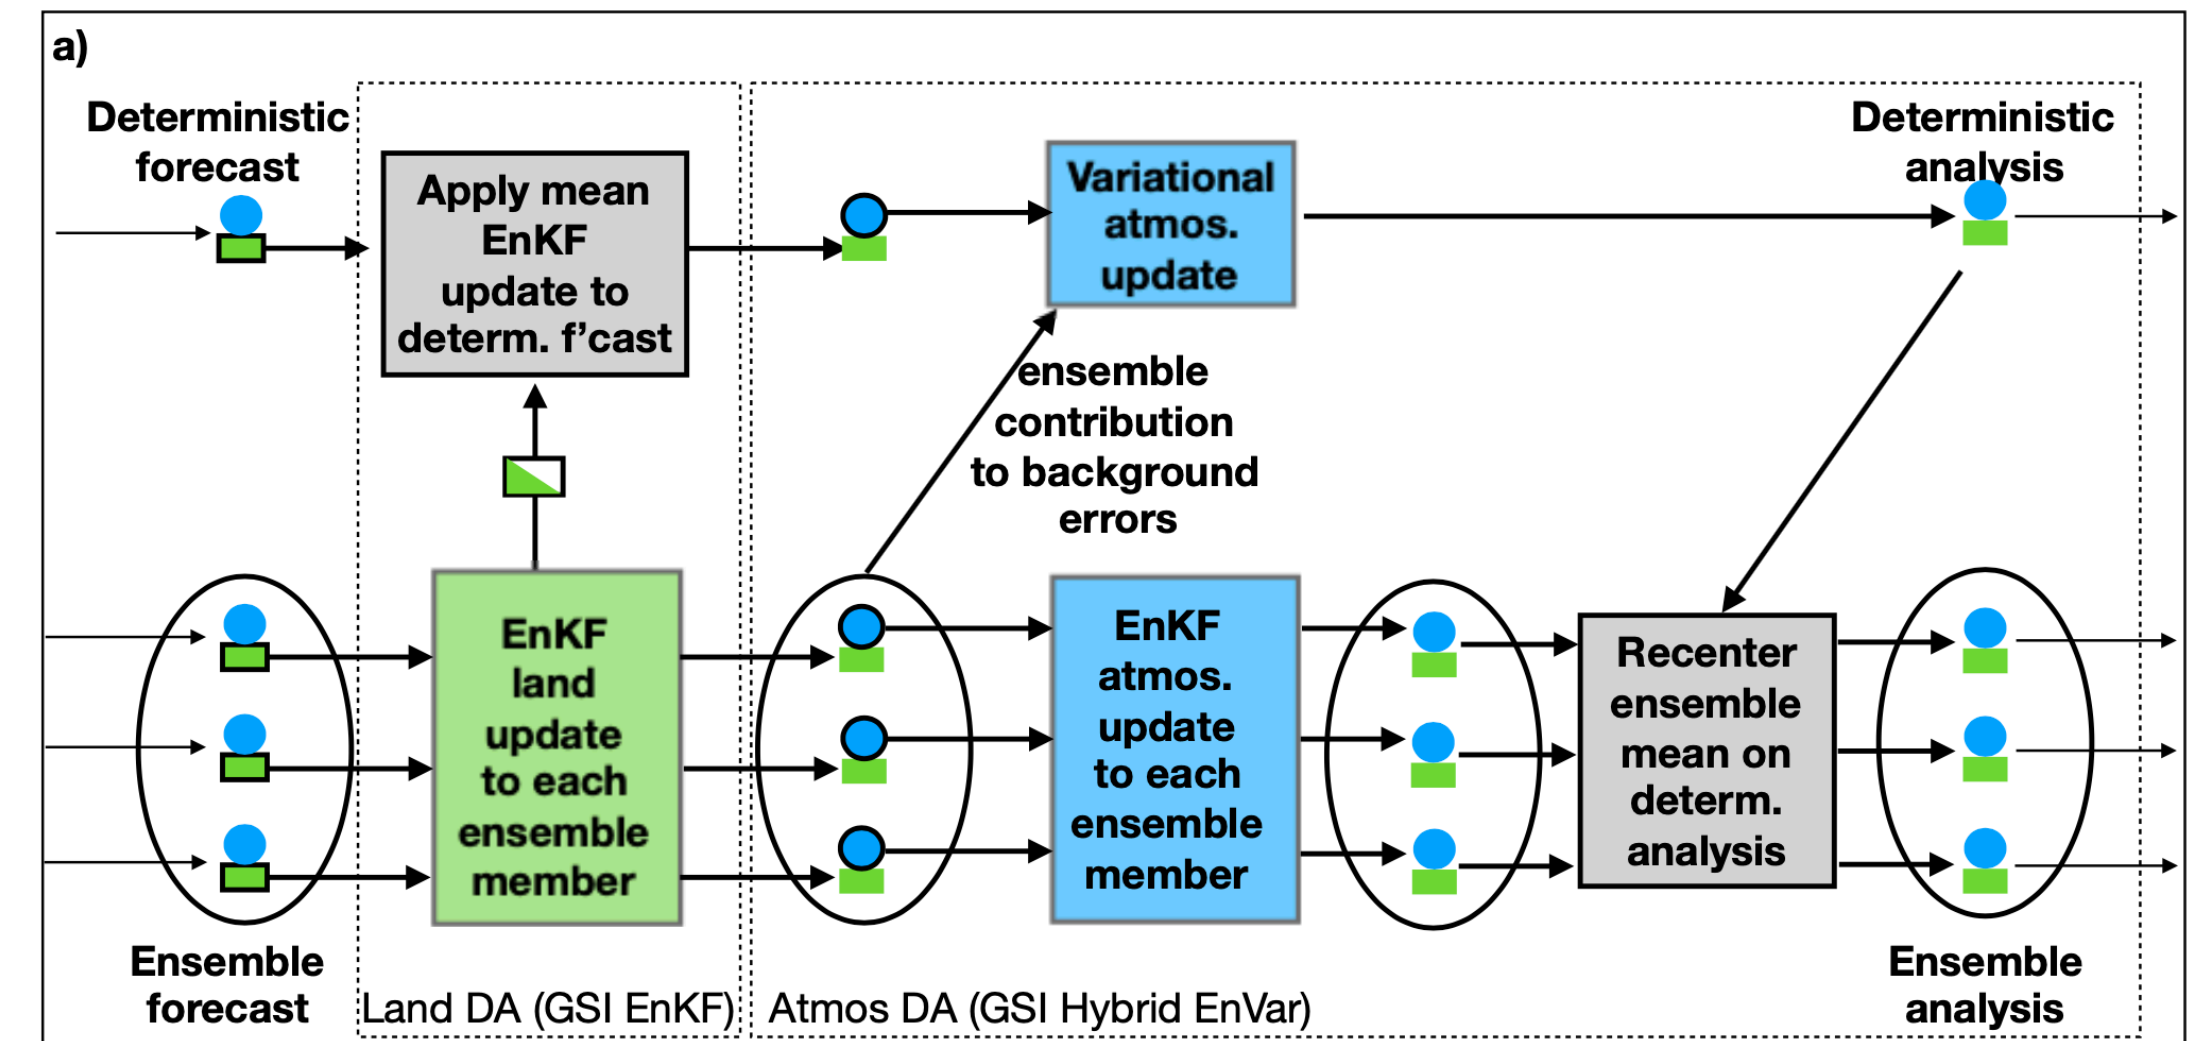 a)
Deterministic
forecast
Apply mean
EnKF
update to
determ. f'cast
Variational
atmos.
update
Deterministic
analysis
ensemble
contribution
to background
errors
EnKF
land
update
to each
ensemble
member
EnKF
atmos.
update
to each
ensemble
member
Recenter
ensemble
mean on
determ.
analysis
Ensemble
forecast
Land DA (GSI EnKF)
Atmos DA (GSI Hybrid EnVar)
Ensemble
analysis